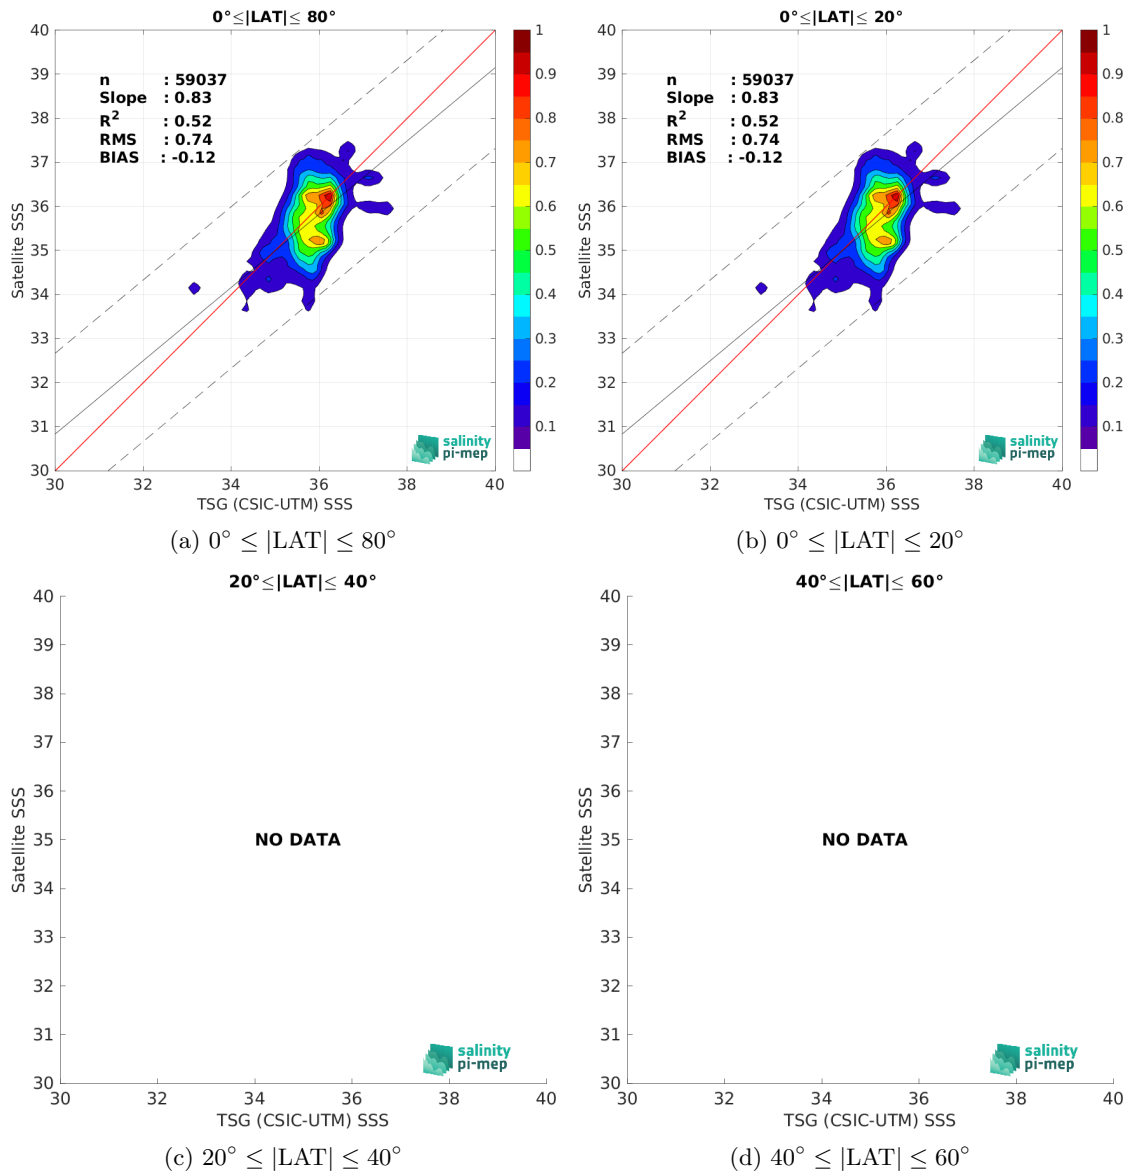 0°≤|LAT|≤ 80°
40
39
38
37
36
35
34
33
32
31
30
Satellite SSS
n : 59037
Slope : 0.83
R² : 0.52
RMS : 0.74
BIAS : -0.12
1
0.9
0.8
0.7
0.6
0.5
0.4
0.3
0.2
0.1
salinity
pi-mep
30 32 34 36 38 40
TSG (CSIC-UTM) SSS
(a) 0° ≤ |LAT| ≤ 80°
0°≤|LAT|≤ 20°
40
39
38
37
36
35
34
33
32
31
30
Satellite SSS
n : 59037
Slope : 0.83
R² : 0.52
RMS : 0.74
BIAS : -0.12
1
0.9
0.8
0.7
0.6
0.5
0.4
0.3
0.2
0.1
salinity
pi-mep
30 32 34 36 38 40
TSG (CSIC-UTM) SSS
(b) 0° ≤ |LAT| ≤ 20°
20°≤|LAT|≤ 40°
40
39
38
37
36
35
34
33
32
31
30
Satellite SSS
NO DATA
salinity
pi-mep
30 32 34 36 38 40
TSG (CSIC-UTM) SSS
(c) 20° ≤ |LAT| ≤ 40°
40°≤|LAT|≤ 60°
40
39
38
37
36
35
34
33
32
31
30
Satellite SSS
NO DATA
salinity
pi-mep
30 32 34 36 38 40
TSG (CSIC-UTM) SSS
(d) 40° ≤ |LAT| ≤ 60°